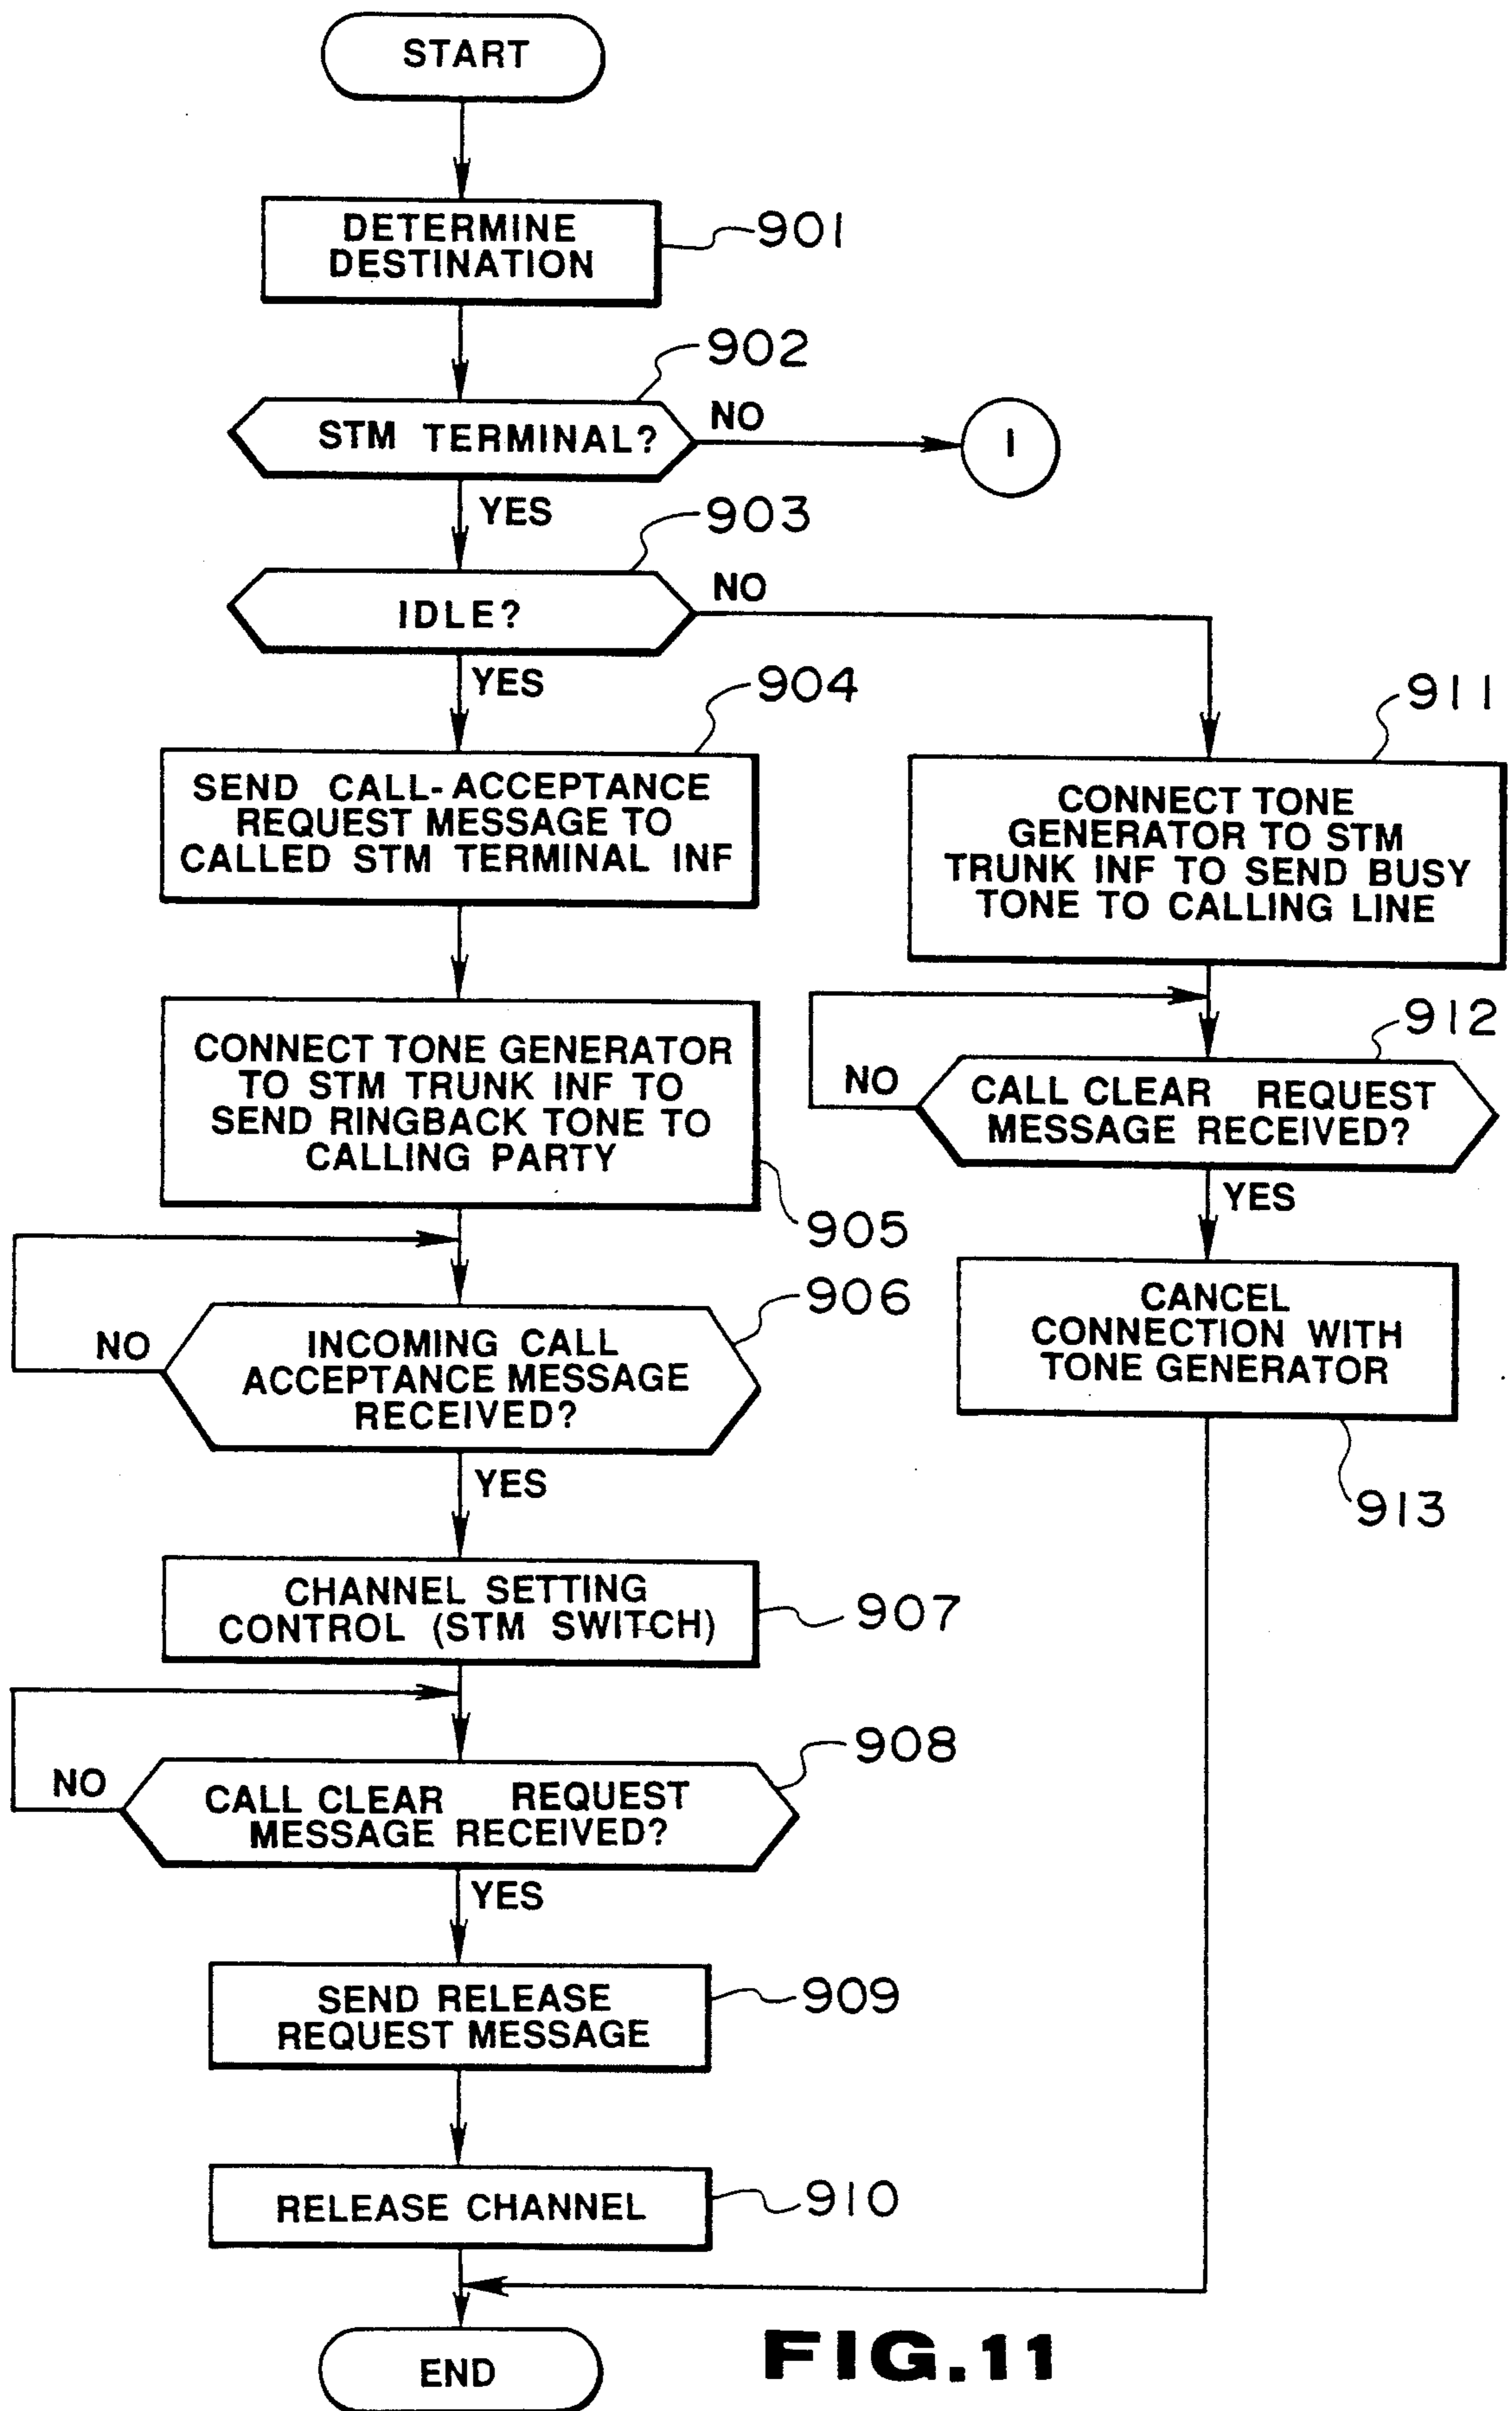 START
DETERMINE
DESTINATION
901
902
STM TERMINAL?
NO
1
YES
903
IDLE?
NO
YES
904
SEND CALL-ACCEPTANCE
REQUEST MESSAGE TO
CALLED STM TERMINAL INF
911
CONNECT TONE
GENERATOR TO STM
TRUNK INF TO SEND BUSY
TONE TO CALLING LINE
CONNECT TONE GENERATOR
TO STM TRUNK INF TO
SEND RINGBACK TONE TO
CALLING PARTY
905
912
NO
CALL CLEAR REQUEST
MESSAGE RECEIVED?
YES
906
NO
INCOMING CALL
ACCEPTANCE MESSAGE
RECEIVED?
YES
CANCEL
CONNECTION WITH
TONE GENERATOR
913
CHANNEL SETTING
CONTROL (STM SWITCH)
907
908
NO
CALL CLEAR REQUEST
MESSAGE RECEIVED?
YES
SEND RELEASE
REQUEST MESSAGE
909
RELEASE CHANNEL
910
END
FIG.11